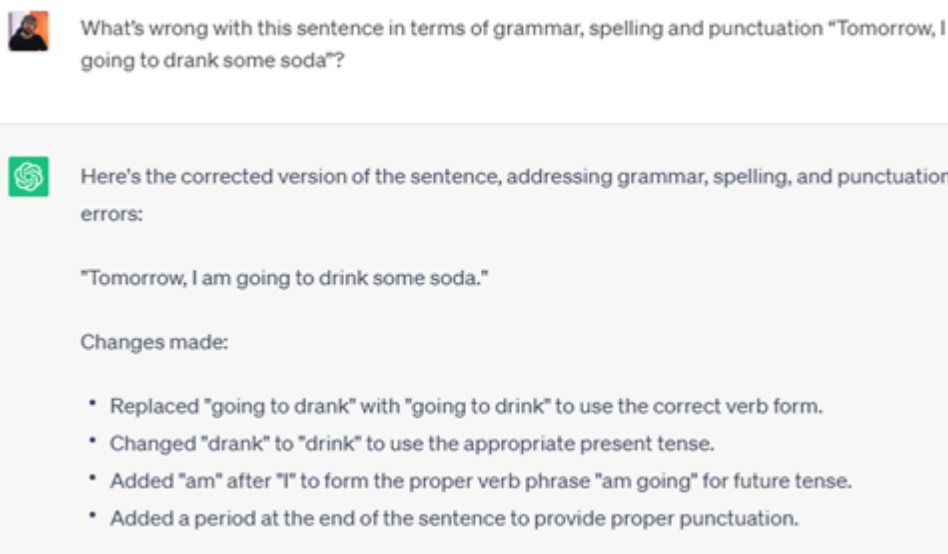 What's wrong with this sentence in terms of grammar, spelling and punctuation “Tomorrow, I
going to drank some soda”?
Here's the corrected version of the sentence, addressing grammar, spelling, and punctuation
errors:
"Tomorrow, I am going to drink some soda."
Changes made:
• Replaced "going to drank" with "going to drink" to use the correct verb form.
• Changed "drank" to "drink" to use the appropriate present tense.
• Added "am" after "I" to form the proper verb phrase "am going" for future tense.
• Added a period at the end of the sentence to provide proper punctuation.